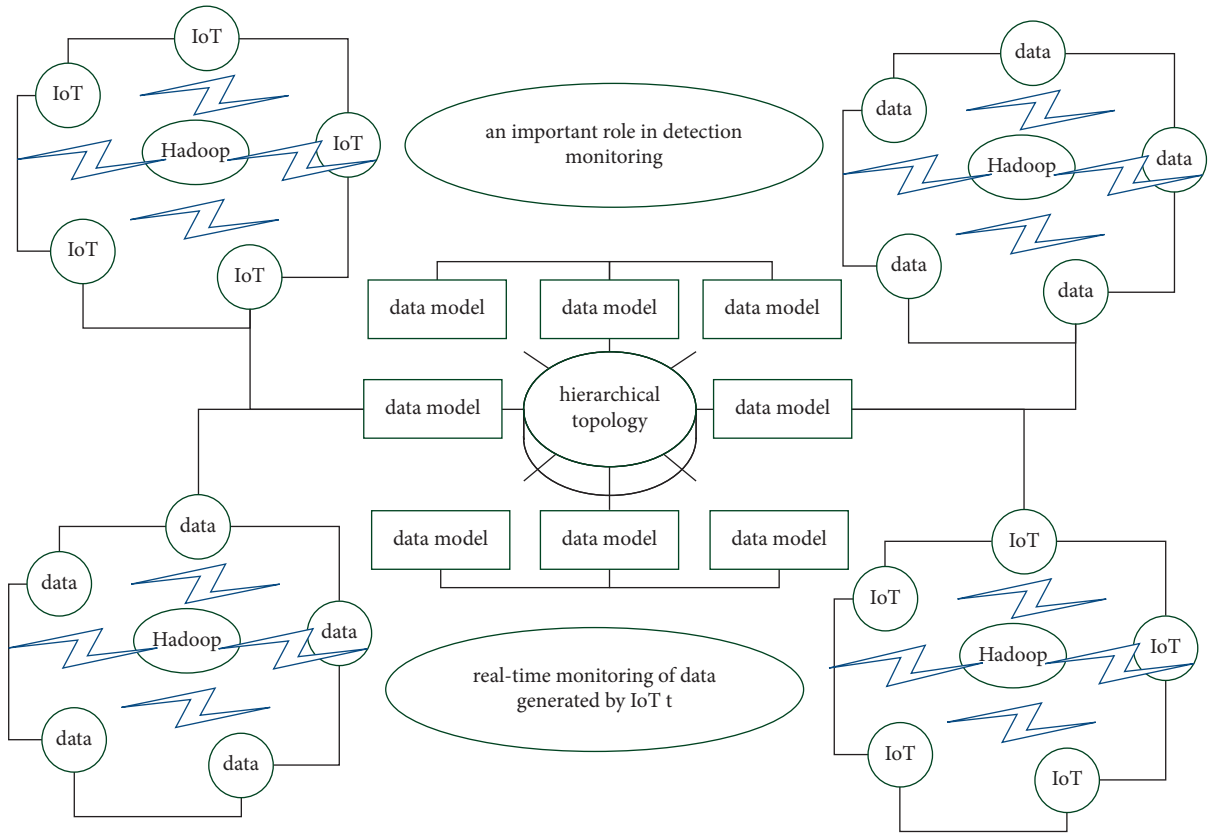 IoT
IoT
Hadoop
IoT
IoT
IoT
an important role in detection
monitoring
data
data
Hadoop
data
data
data
data model
data model
data model
data model
hierarchical
topology
data model
data model
data model
data model
data
data
Hadoop
data
data
data
real-time monitoring of data
generated by IoT t
IoT
IoT
Hadoop
IoT
IoT
IoT